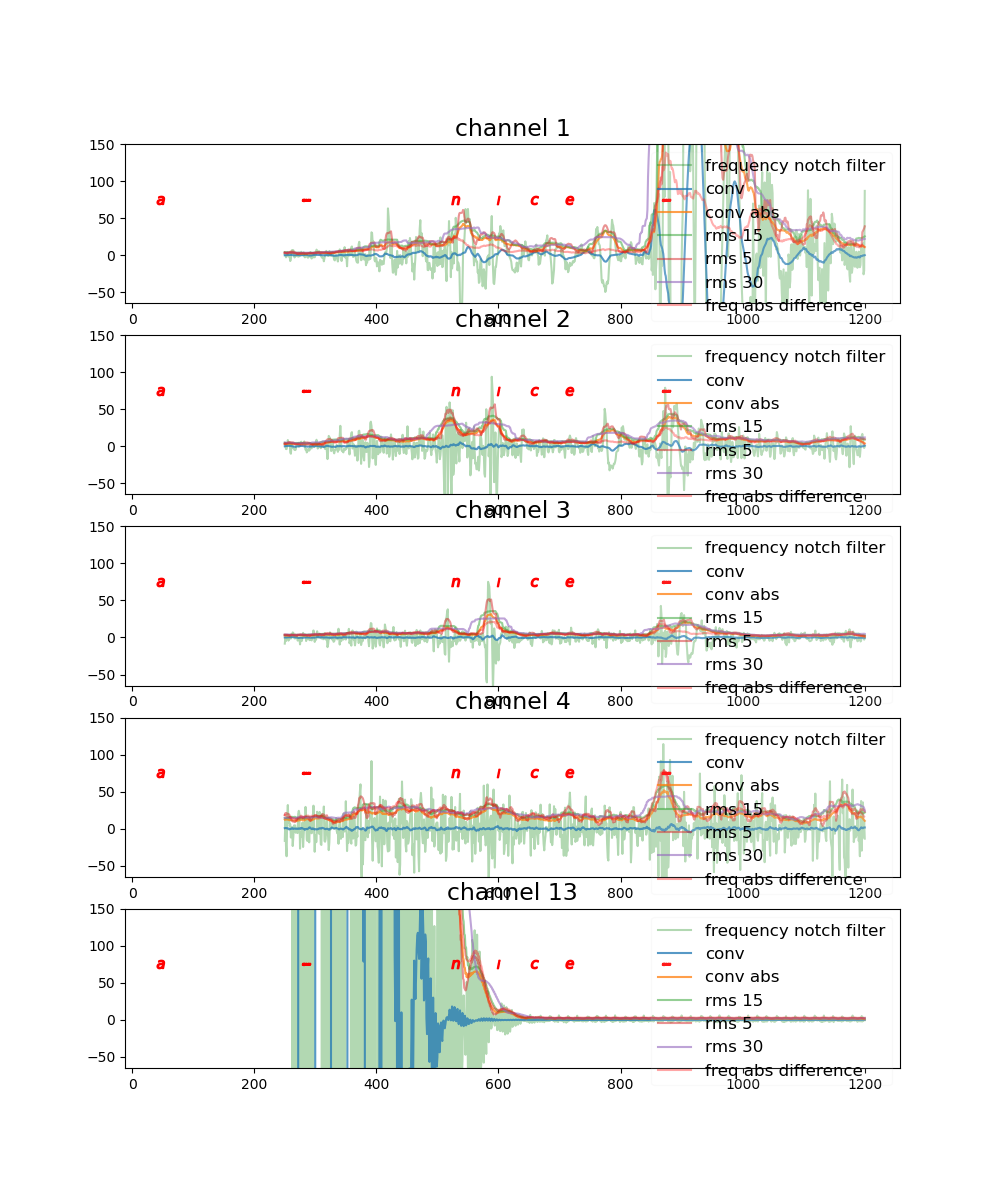 channel 1
150
100
50
0
−50
a - n i c e -
frequency notch filter
conv
conv abs
rms 15
rms 5
rms 30
freq abs difference
0 200 400 600 800 1000 1200
channel 2
150
100
50
0
−50
a - n i c e -
frequency notch filter
conv
conv abs
rms 15
rms 5
rms 30
freq abs difference
0 200 400 600 800 1000 1200
channel 3
150
100
50
0
−50
a - n i c e -
frequency notch filter
conv
conv abs
rms 15
rms 5
rms 30
freq abs difference
0 200 400 600 800 1000 1200
channel 4
150
100
50
0
−50
a - n i c e -
frequency notch filter
conv
conv abs
rms 15
rms 5
rms 30
freq abs difference
0 200 400 600 800 1000 1200
channel 13
150
100
50
0
−50
a - n i c e -
frequency notch filter
conv
conv abs
rms 15
rms 5
rms 30
freq abs difference
0 200 400 600 800 1000 1200